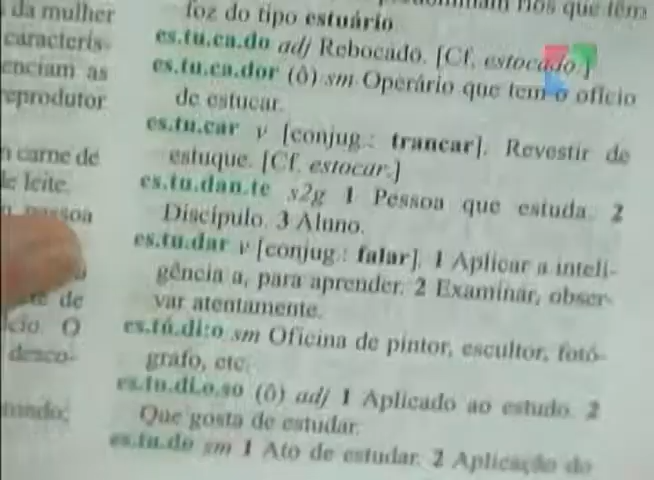 da mulher
caracterís-
enciam as
eprodutor
carne de
le leite.
de
O
foz do tipo estuário.
es.tu.ca.do adj Rebocado. [Cf. estocado.]
es.tu.ca.dor (ô) sm Operário que tem o ofício
de estucar.
es.tu.car v [conjug.: trancar]. Revestir de
estuque. [Cf. estocar.]
es.tu.dan.te s2g 1 Pessoa que estuda. 2
Discípulo. 3 Aluno.
es.tu.dar v [conjug.: falar]. 1 Aplicar a inteli-
gência a, para aprender. 2 Examinar, obser-
var atentamente.
es.tú.di:o sm Oficina de pintor, escultor, fotó-
grafo, etc.
es.tu.di.o.so (ô) adj 1 Aplicado ao estudo. 2
Que gosta de estudar.
es.tu.do sm 1 Ato de estudar. 2 Aplicação do